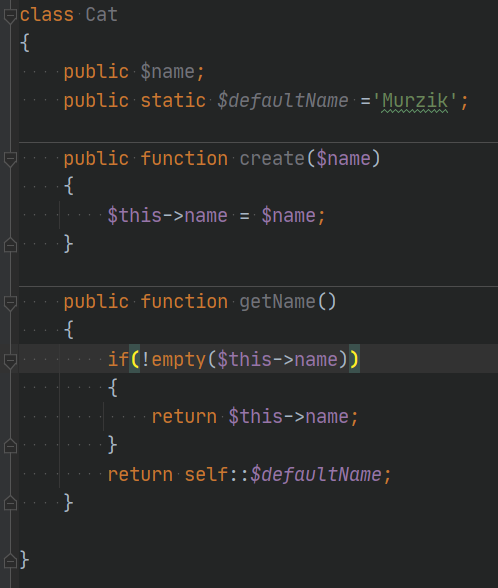 class Cat
{
public $name;
public static $defaultName ='Murzik';
public function create($name)
{
$this->name = $name;
}
public function getName()
{
if(!empty($this->name))
{
return $this->name;
}
return self::$defaultName;
}
}